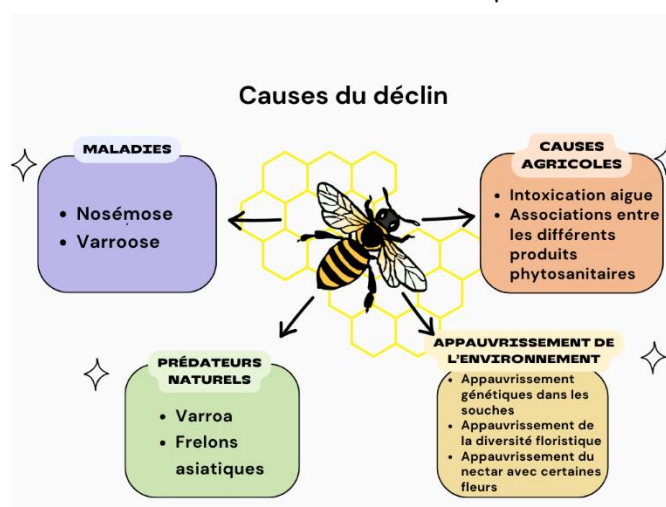 Causes du déclin
MALADIES
• Nosémose
• Varroose
CAUSES
AGRICOLES
• Intoxication aigue
• Associations entre
les différents
produits
phytosanitaires
PRÉDATEURS
NATURELS
• Varroa
• Frelons
asiatiques
APPAUVRISSEMENT DE
L'ENVIRONNEMENT
• Appauvrissement
génétiques dans les
souches
• Appauvrissement de
la diversité floristique
• Appauvrissement du
nectar avec certaines
fleurs